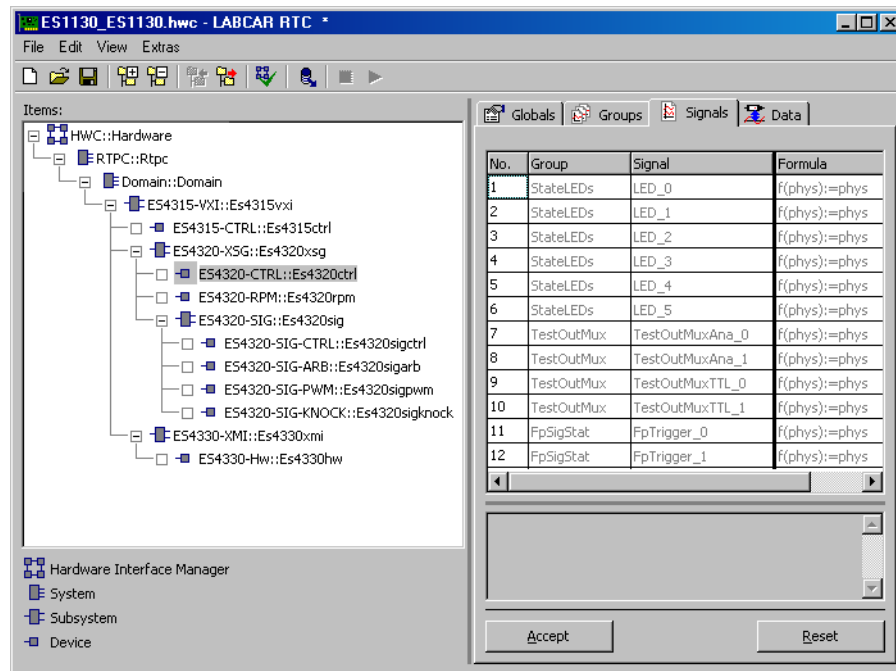 ES1130_ES1130.hwc - LABCAR RTC *
File Edit View Extras
Items:
HWC::Hardware
RTPC::Rtpc
Domain::Domain
ES4315-VXI::Es4315vxi
ES4315-CTRL::Es4315ctrl
ES4320-XSG::Es4320xsg
ES4320-CTRL::Es4320ctrl
ES4320-RPM::Es4320rpm
ES4320-SIG::Es4320sig
ES4320-SIG-CTRL::Es4320sigctrl
ES4320-SIG-ARB::Es4320sigarb
ES4320-SIG-PWM::Es4320sigpwm
ES4320-SIG-KNOCK::Es4320sigknock
ES4330-XMI::Es4330xmi
ES4330-Hw::Es4330hw
Hardware Interface Manager
System
Subsystem
Device
Globals Groups Signals Data
No. Group Signal Formula
1 StateLEDs LED_0 f(phys):=phys
2 StateLEDs LED_1 f(phys):=phys
3 StateLEDs LED_2 f(phys):=phys
4 StateLEDs LED_3 f(phys):=phys
5 StateLEDs LED_4 f(phys):=phys
6 StateLEDs LED_5 f(phys):=phys
7 TestOutMux TestOutMuxAna_0 f(phys):=phys
8 TestOutMux TestOutMuxAna_1 f(phys):=phys
9 TestOutMux TestOutMuxTTL_0 f(phys):=phys
10 TestOutMux TestOutMuxTTL_1 f(phys):=phys
11 FpSigStat FpTrigger_0 f(phys):=phys
12 FpSigStat FpTrigger_1 f(phys):=phys
Accept Reset